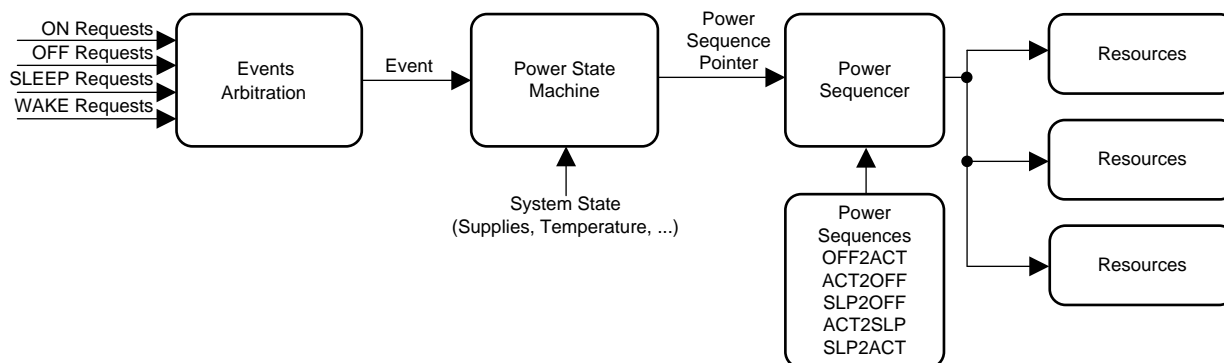 ON Requests
OFF Requests
SLEEP Requests
WAKE Requests
Events
Arbitration
Event
Power State
Machine
System State
(Supplies, Temperature, ...)
Power
Sequence
Pointer
Power
Sequencer
Power
Sequences
OFF2ACT
ACT2OFF
SLP2OFF
ACT2SLP
SLP2ACT
Resources
Resources
Resources